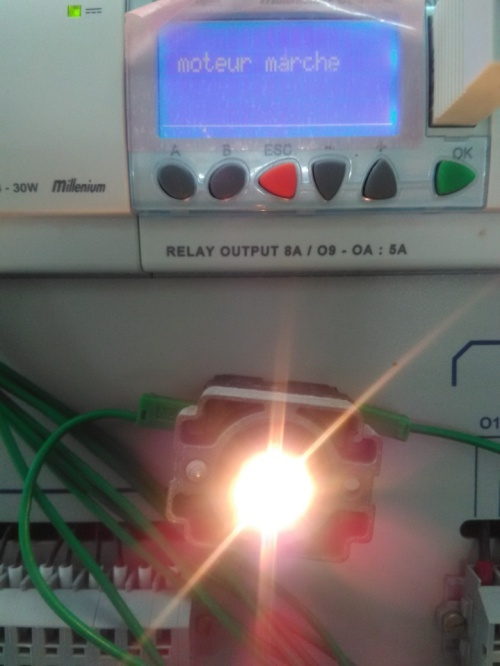 moteur marche
A B ESC - + OK
- 30W Millenium
RELAY OUTPUT 8A / O9 - OA : 5A
O1